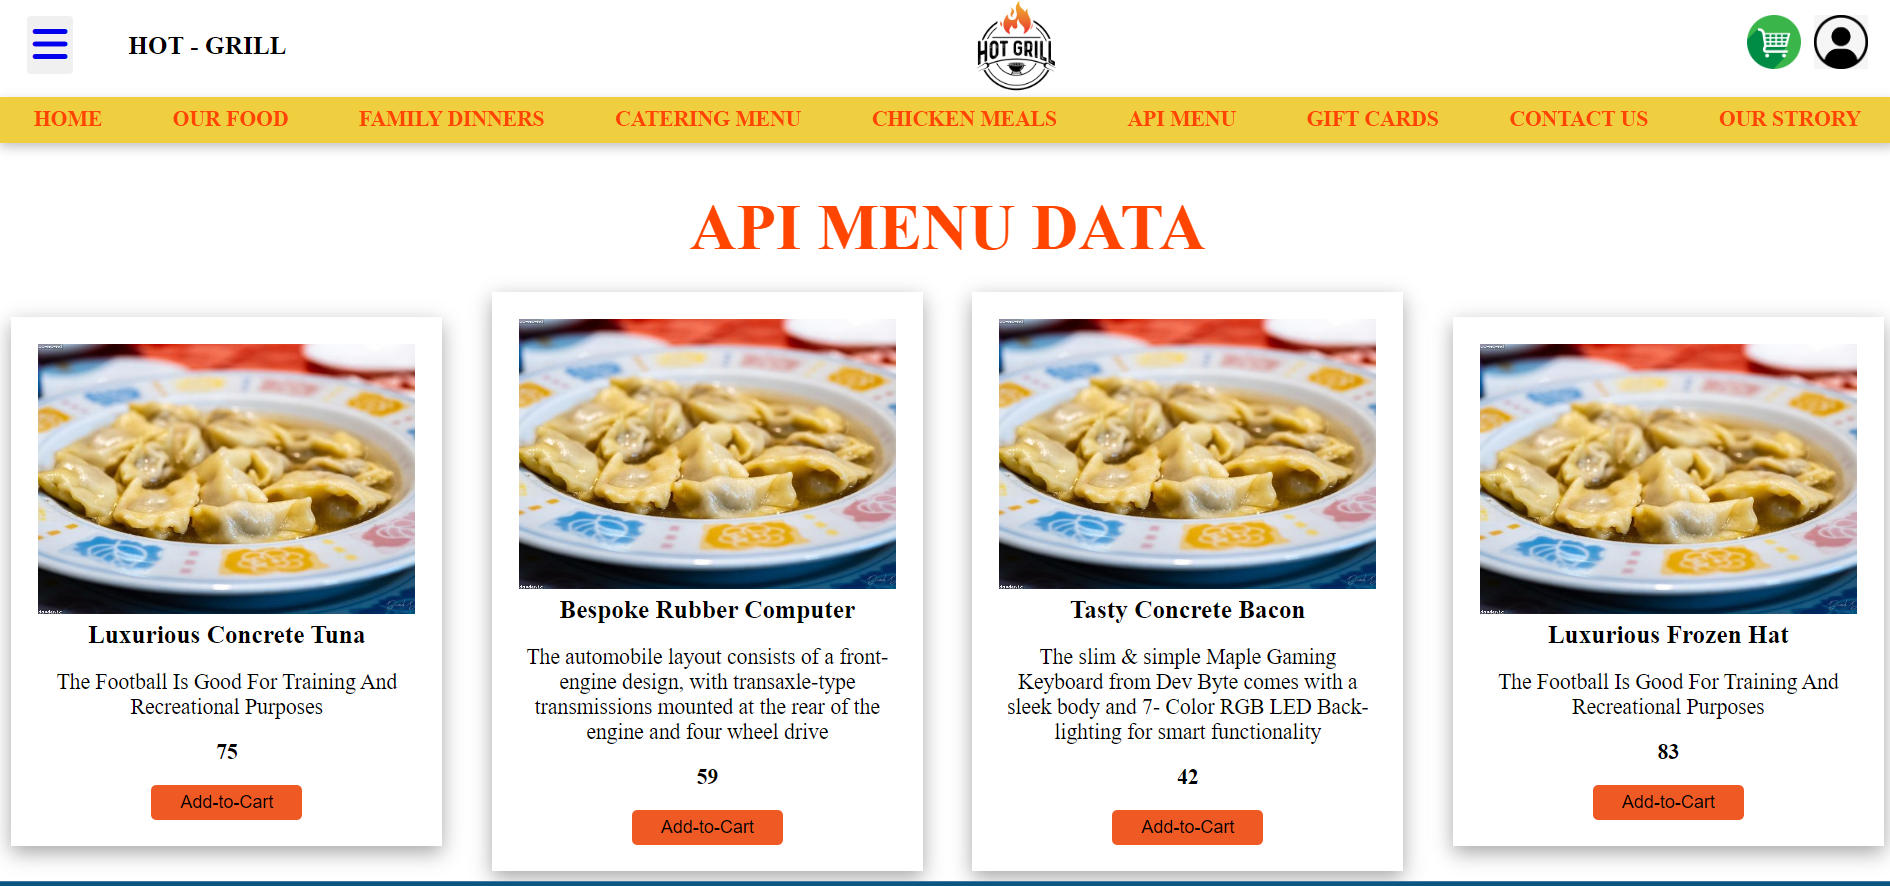 HOT - GRILL
HOT GRILL
HOME OUR FOOD FAMILY DINNERS CATERING MENU CHICKEN MEALS API MENU GIFT CARDS CONTACT US OUR STRORY
API MENU DATA
Luxurious Concrete Tuna
The Football Is Good For Training And
Recreational Purposes
75
Add-to-Cart
Bespoke Rubber Computer
The automobile layout consists of a front-
engine design, with transaxle-type
transmissions mounted at the rear of the
engine and four wheel drive
59
Add-to-Cart
Tasty Concrete Bacon
The slim & simple Maple Gaming
Keyboard from Dev Byte comes with a
sleek body and 7- Color RGB LED Back-
lighting for smart functionality
42
Add-to-Cart
Luxurious Frozen Hat
The Football Is Good For Training And
Recreational Purposes
83
Add-to-Cart